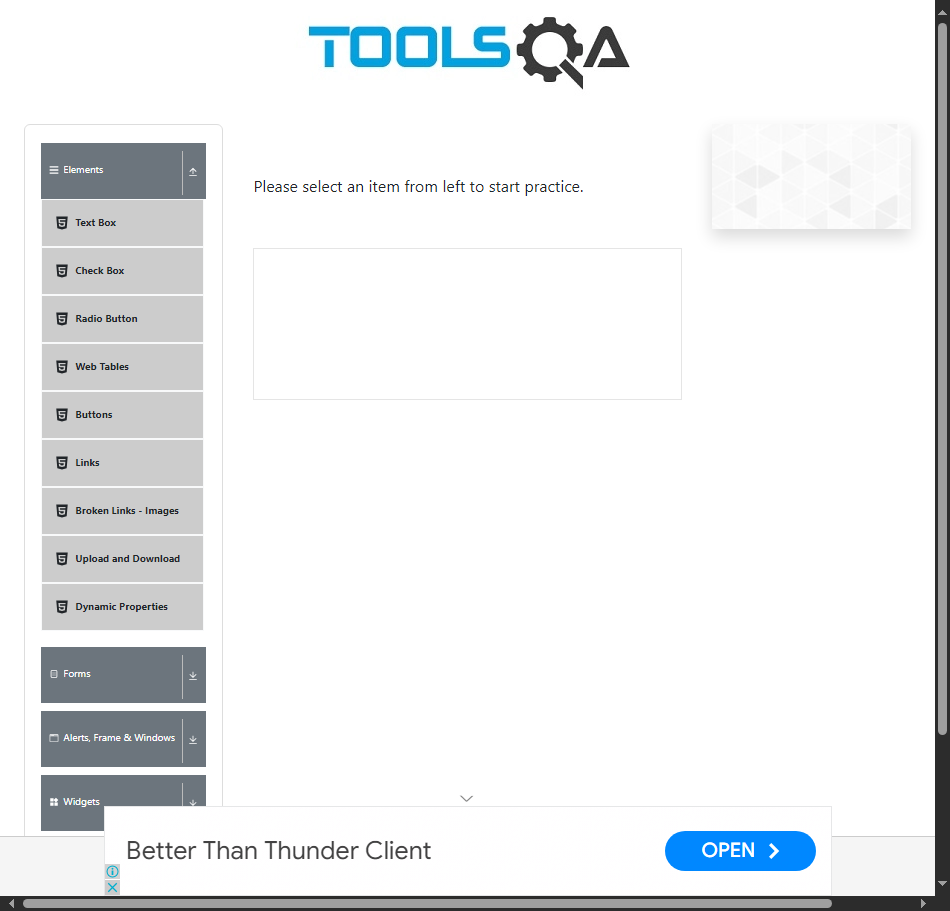 TOOLSQA
Elements
Text Box
Check Box
Radio Button
Web Tables
Buttons
Links
Broken Links - Images
Upload and Download
Dynamic Properties
Forms
Alerts, Frame & Windows
Widgets
Please select an item from left to start practice.
Better Than Thunder Client
OPEN